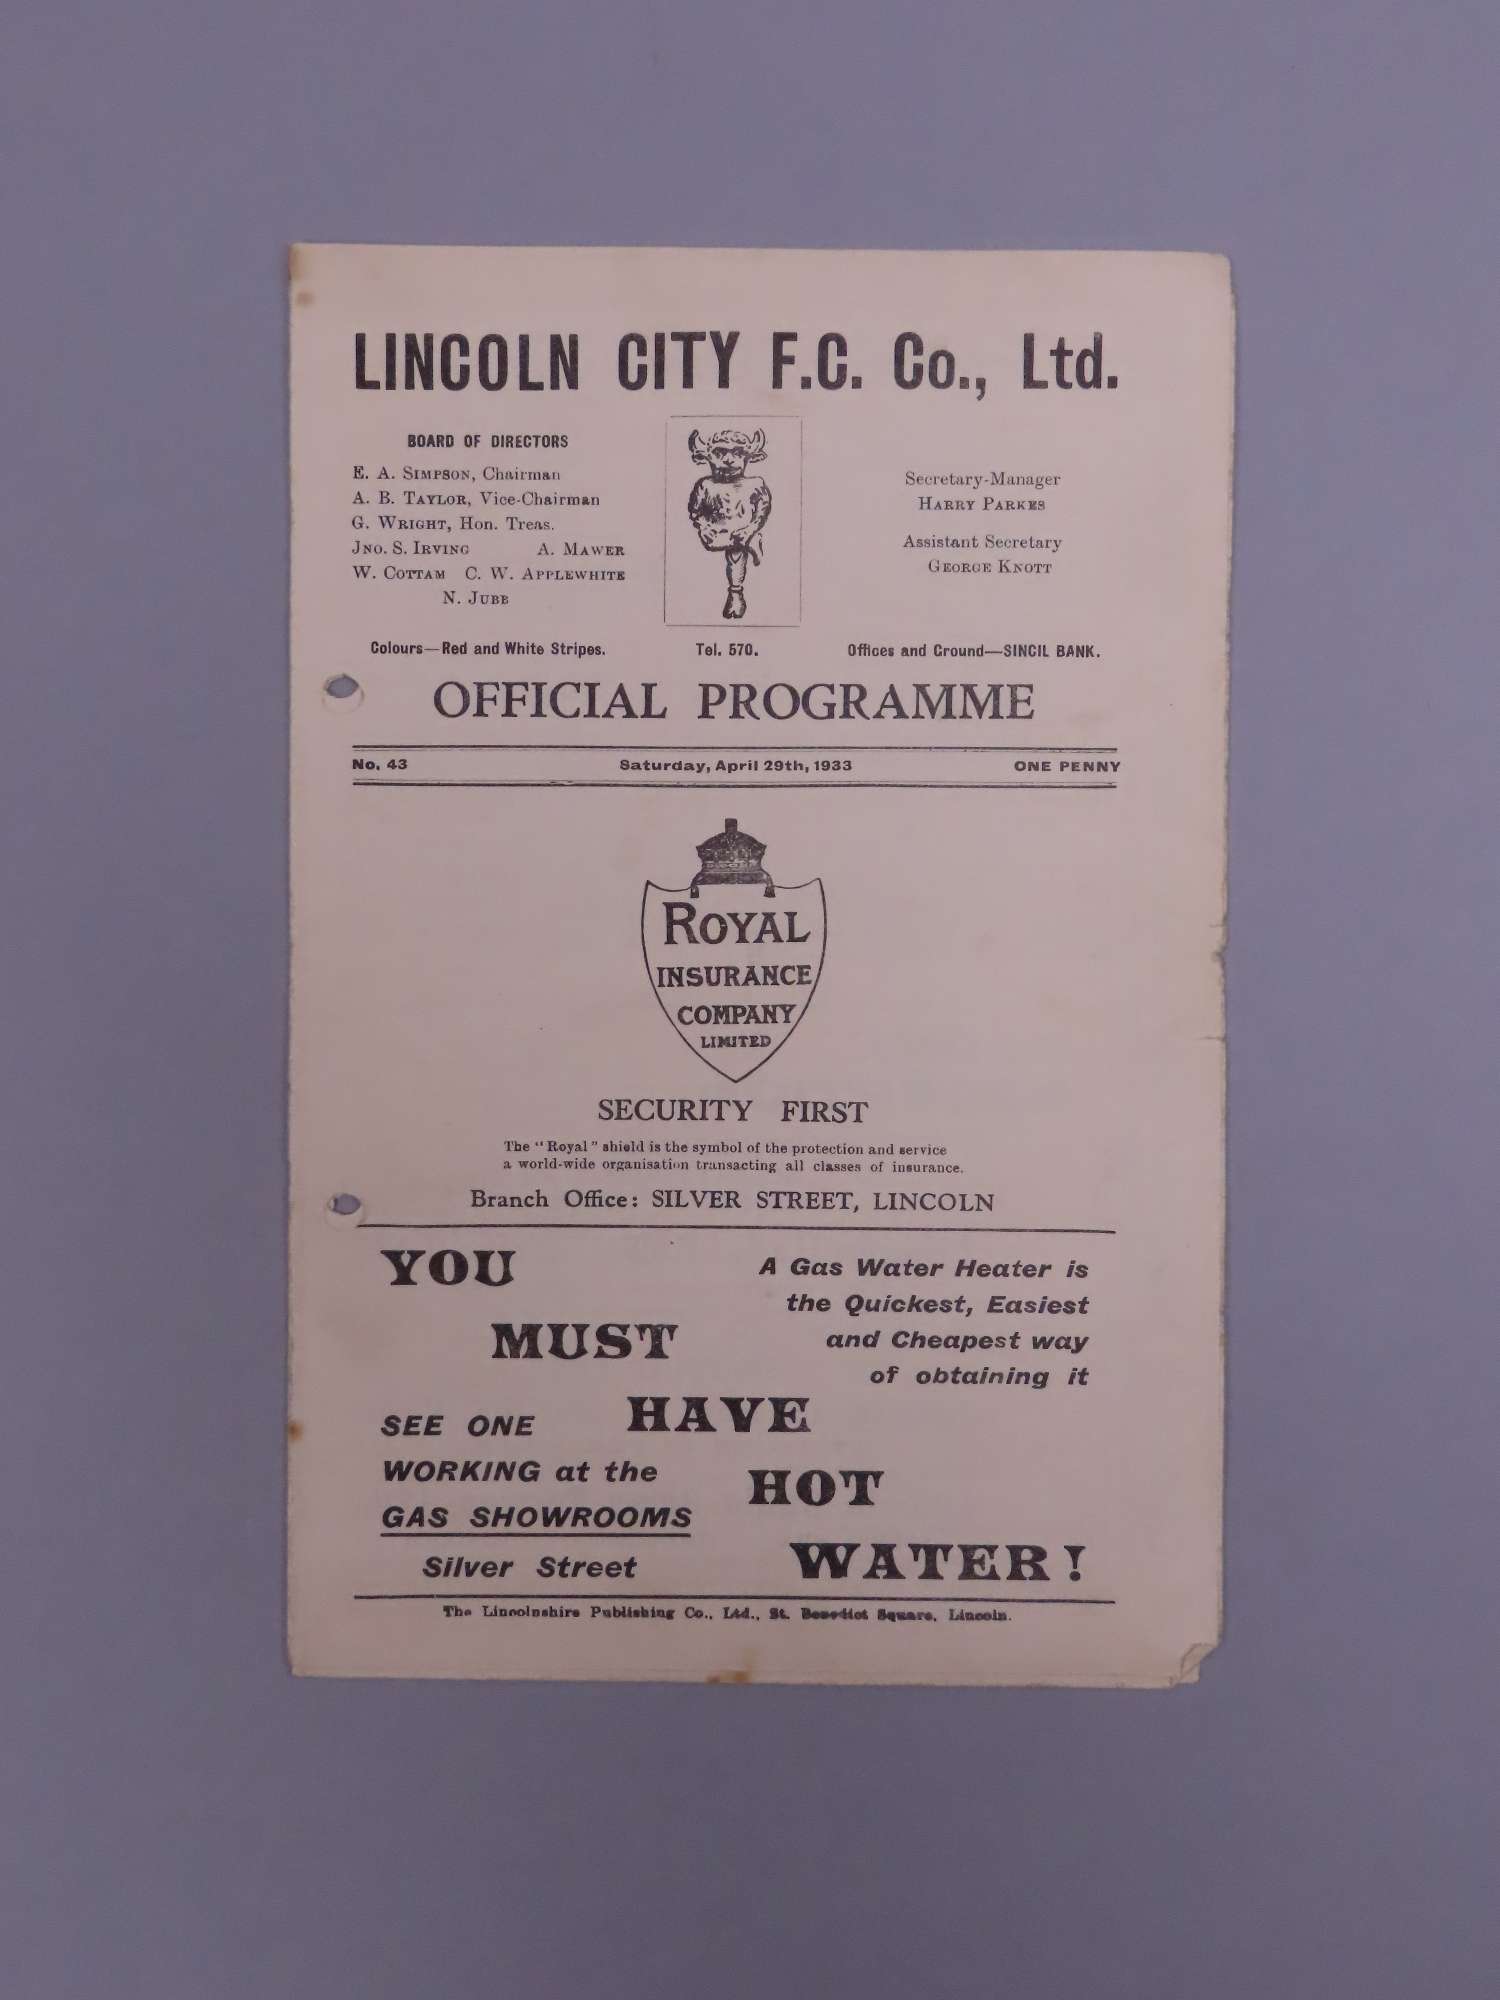 LINCOLN CITY F.C. Co., Ltd.
BOARD OF DIRECTORS
E. A. SIMPSON, Chairman
A. B. TAYLOR, Vice-Chairman
G. WRIGHT, Hon. Treas.
JNO. S. IRVING A. MAWER
W. COTTAM C. W. APPLEWHITE
N. JUBB
Secretary-Manager
HARRY PARKES
Assistant Secretary
GEORGE KNOTT
Colours—Red and White Stripes. Tel. 570. Offices and Ground—SINCIL BANK.
OFFICIAL PROGRAMME
No. 43 Saturday, April 29th, 1933 ONE PENNY
ROYAL
INSURANCE
COMPANY
LIMITED
SECURITY FIRST
The "Royal" shield is the symbol of the protection and service
a world-wide organisation transacting all classes of insurance.
Branch Office: SILVER STREET, LINCOLN
YOU
MUST
HAVE
HOT
WATER!
A Gas Water Heater is
the Quickest, Easiest
and Cheapest way
of obtaining it
SEE ONE
WORKING at the
GAS SHOWROOMS
Silver Street
The Lincolnshire Publishing Co., Ltd., St. Benedict Square, Lincoln.